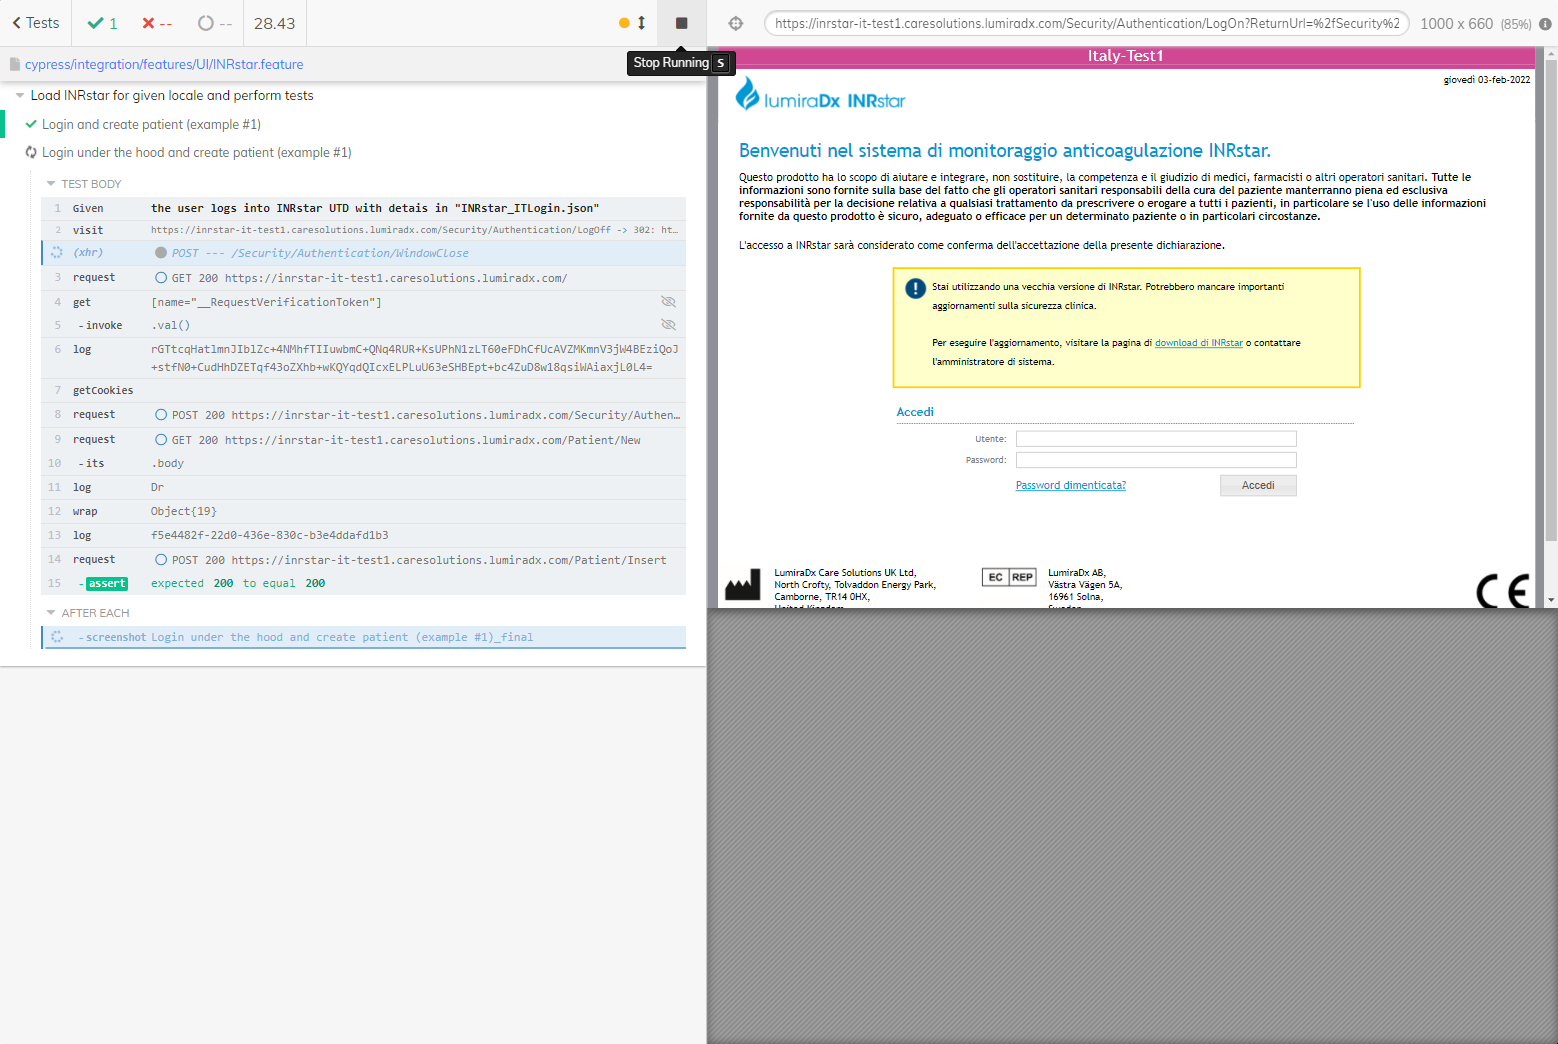 Tests
1
--
--
28.43
Stop Running S
https://inrstar-it-test1.caresolutions.lumiradx.com/Security/Authentication/LogOn?ReturnUrl=%2fSecurity%2
1000 x 660 (85%)
cypress/integration/features/UI/INRstar.feature
Load INRstar for given locale and perform tests
Login and create patient (example #1)
Login under the hood and create patient (example #1)
TEST BODY
1 Given the user logs into INRstar UTD with detais in "INRstar_ITLogin.json"
2 visit https://inrstar-it-test1.caresolutions.lumiradx.com/Security/Authentication/LogOff -> 302: ht…
(xhr) POST --- /Security/Authentication/WindowClose
3 request GET 200 https://inrstar-it-test1.caresolutions.lumiradx.com/
4 get [name="__RequestVerificationToken"]
5 -invoke .val()
6 log rGTtcqHatlmnJIblZc+4NMhfTIIuwbmC+QNq4RUR+KsUPhN1zLT60eFDhCfUcAVZMKmnV3jW4BEziQoJ
+stfN0+CudHhDZETqf43oZXhb+wKQYqdQIcxELPLuU63eSHBEpt+bc4ZuD8w18qsiWAiaxjL0L4=
7 getCookies
8 request POST 200 https://inrstar-it-test1.caresolutions.lumiradx.com/Security/Authen…
9 request GET 200 https://inrstar-it-test1.caresolutions.lumiradx.com/Patient/New
10 -its .body
11 log Dr
12 wrap Object{19}
13 log f5e4482f-22d0-436e-830c-b3e4ddafd1b3
14 request POST 200 https://inrstar-it-test1.caresolutions.lumiradx.com/Patient/Insert
15 -assert expected 200 to equal 200
AFTER EACH
-screenshot Login under the hood and create patient (example #1)_final
Italy-Test1
giovedì 03-feb-2022
lumiraDx INRstar
Benvenuti nel sistema di monitoraggio anticoagulazione INRstar.
Questo prodotto ha lo scopo di aiutare e integrare, non sostituire, la competenza e il giudizio di medici, farmacisti o altri operatori sanitari. Tutte le
informazioni sono fornite sulla base del fatto che gli operatori sanitari responsabili della cura del paziente manterranno piena ed esclusiva
responsabilità per la decisione relativa a qualsiasi trattamento da prescrivere o erogare a tutti i pazienti, in particolare se l'uso delle informazioni
fornite da questo prodotto è sicuro, adeguato o efficace per un determinato paziente o in particolari circostanze.
L'accesso a INRstar sarà considerato come conferma dell'accettazione della presente dichiarazione.
Stai utilizzando una vecchia versione di INRstar. Potrebbero mancare importanti
aggiornamenti sulla sicurezza clinica.
Per eseguire l'aggiornamento, visitare la pagina di download di INRstar o contattare
l'amministratore di sistema.
Accedi
Utente:
Password:
Password dimenticata?
Accedi
LumiraDx Care Solutions UK Ltd,
North Crofty, Tolvaddon Energy Park,
Camborne, TR14 0HX,
United Kingdom
EC REP
LumiraDx AB,
Västra Vägen 5A,
16961 Solna,
Sweden
CE